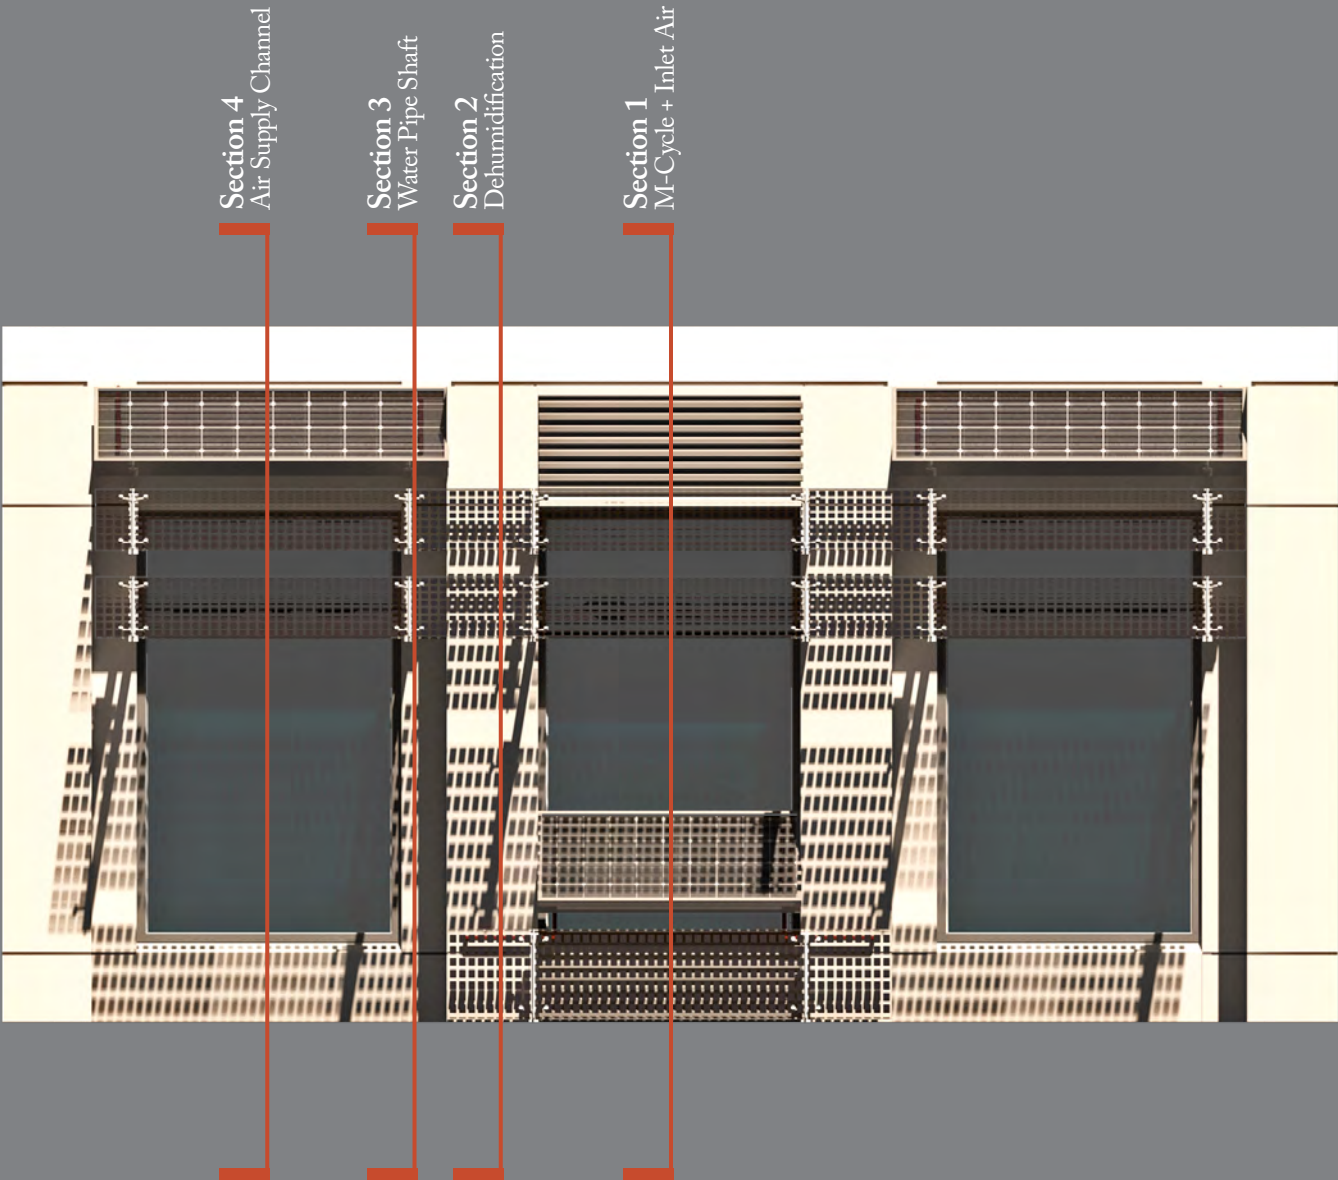 Section 4
Air Supply Channel
Section 3
Water Pipe Shaft
Section 2
Dehumidification
Section 1
M-Cycle + Inlet Air